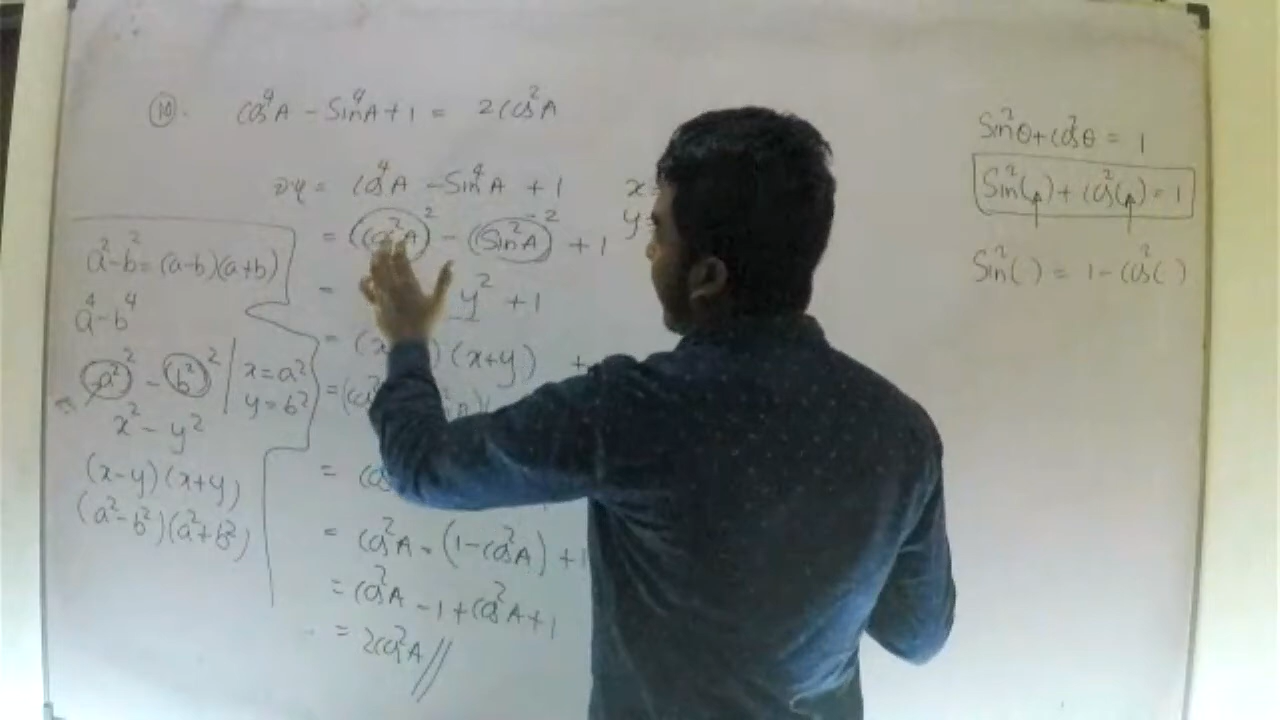 10. cos⁴A - Sin⁴A + 1 = 2cos²A
= cos⁴A - Sin⁴A + 1
= (cos²A)² - (Sin²A)² + 1
= y² + 1
= (x )(x+y) +
= (cos²
= cos
= cos²A - (1-cos²A) + 1
= cos²A - 1 + cos²A + 1
= 2cos²A //
x =
y =
a² - b² = (a-b)(a+b)
a⁴ - b⁴
(a²)² - (b²)² | x = a²
y = b²
x² - y²
(x-y)(x+y)
(a²-b²)(a²+b²)
Sin²θ + cos²θ = 1
Sin²( ) + cos²( ) = 1
Sin²( ) = 1 - cos²( )